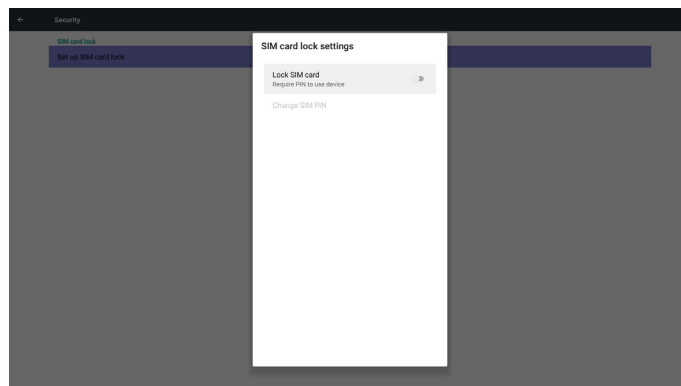 Security
SIM card lock
Set up SIM card lock
SIM card lock settings
Lock SIM card
Require PIN to use device
Change SIM PIN